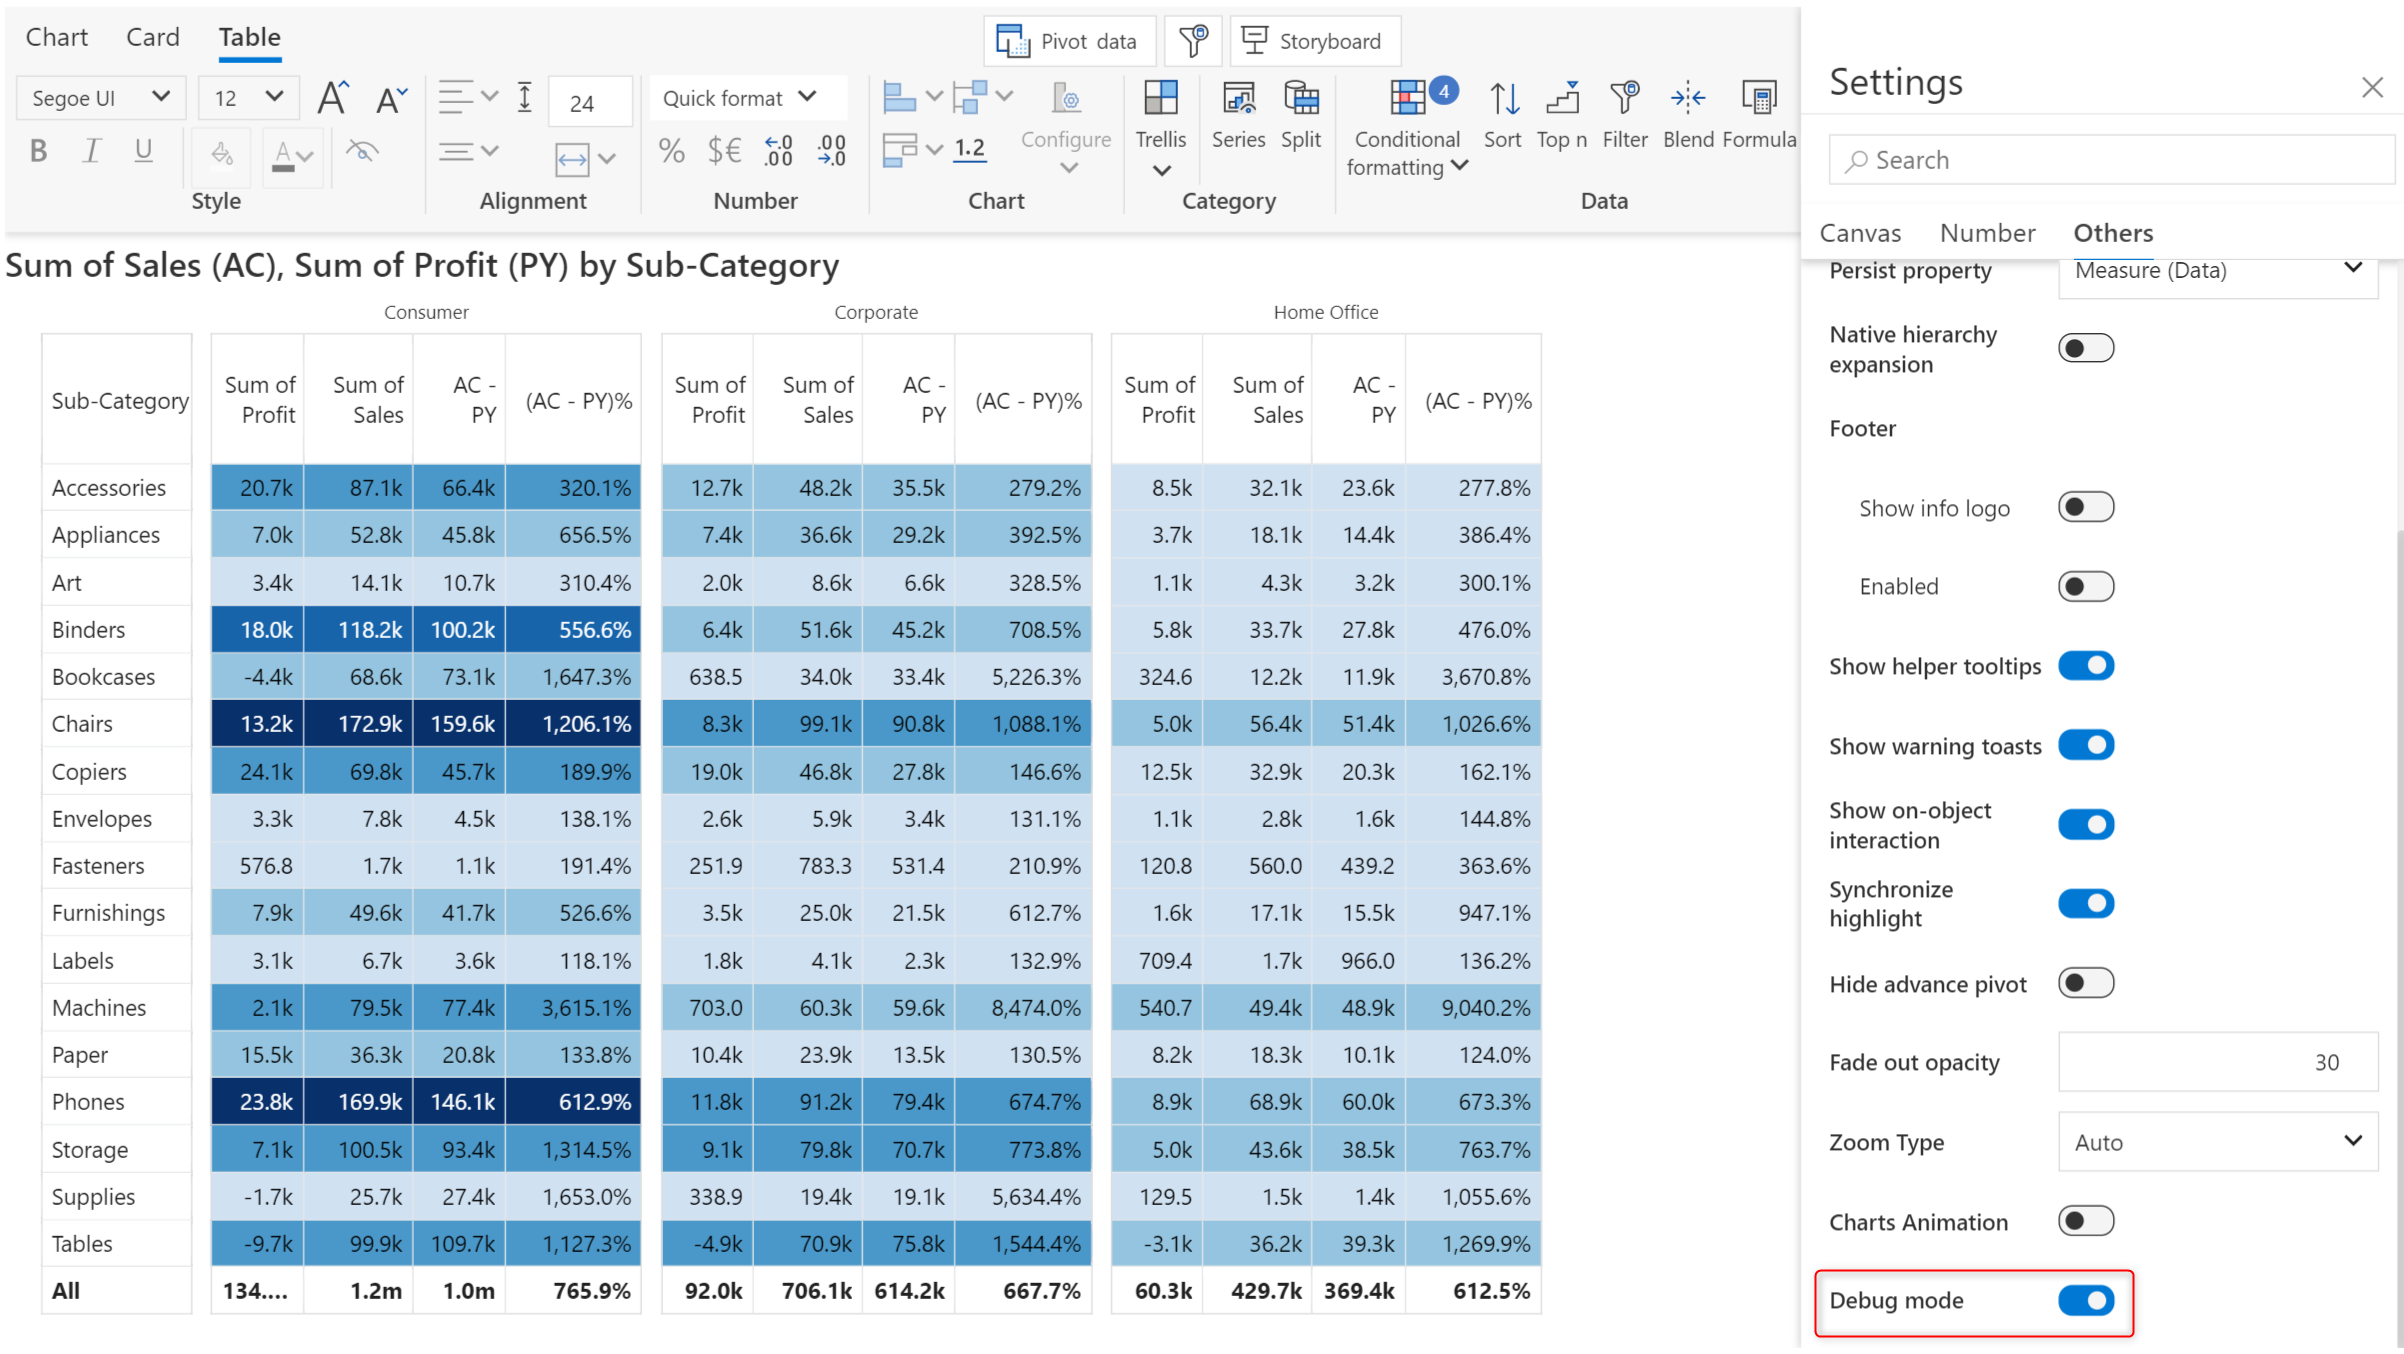 Chart Card Table
Pivot data Storyboard
Segoe UI 12 A A 24 Quick format
B I U A % $€ .0 .00 .00 .0 1.2
Configure Trellis Series Split Conditional formatting 4 Sort Top n Filter Blend Formula
Style Alignment Number Chart Category Data
Sum of Sales (AC), Sum of Profit (PY) by Sub-Category
Consumer Corporate Home Office
Sub-Category Sum of Profit Sum of Sales AC - PY (AC - PY)% Sum of Profit Sum of Sales AC - PY (AC - PY)% Sum of Profit Sum of Sales AC - PY (AC - PY)%
Accessories 20.7k 87.1k 66.4k 320.1% 12.7k 48.2k 35.5k 279.2% 8.5k 32.1k 23.6k 277.8%
Appliances 7.0k 52.8k 45.8k 656.5% 7.4k 36.6k 29.2k 392.5% 3.7k 18.1k 14.4k 386.4%
Art 3.4k 14.1k 10.7k 310.4% 2.0k 8.6k 6.6k 328.5% 1.1k 4.3k 3.2k 300.1%
Binders 18.0k 118.2k 100.2k 556.6% 6.4k 51.6k 45.2k 708.5% 5.8k 33.7k 27.8k 476.0%
Bookcases -4.4k 68.6k 73.1k 1,647.3% 638.5 34.0k 33.4k 5,226.3% 324.6 12.2k 11.9k 3,670.8%
Chairs 13.2k 172.9k 159.6k 1,206.1% 8.3k 99.1k 90.8k 1,088.1% 5.0k 56.4k 51.4k 1,026.6%
Copiers 24.1k 69.8k 45.7k 189.9% 19.0k 46.8k 27.8k 146.6% 12.5k 32.9k 20.3k 162.1%
Envelopes 3.3k 7.8k 4.5k 138.1% 2.6k 5.9k 3.4k 131.1% 1.1k 2.8k 1.6k 144.8%
Fasteners 576.8 1.7k 1.1k 191.4% 251.9 783.3 531.4 210.9% 120.8 560.0 439.2 363.6%
Furnishings 7.9k 49.6k 41.7k 526.6% 3.5k 25.0k 21.5k 612.7% 1.6k 17.1k 15.5k 947.1%
Labels 3.1k 6.7k 3.6k 118.1% 1.8k 4.1k 2.3k 132.9% 709.4 1.7k 966.0 136.2%
Machines 2.1k 79.5k 77.4k 3,615.1% 703.0 60.3k 59.6k 8,474.0% 540.7 49.4k 48.9k 9,040.2%
Paper 15.5k 36.3k 20.8k 133.8% 10.4k 23.9k 13.5k 130.5% 8.2k 18.3k 10.1k 124.0%
Phones 23.8k 169.9k 146.1k 612.9% 11.8k 91.2k 79.4k 674.7% 8.9k 68.9k 60.0k 673.3%
Storage 7.1k 100.5k 93.4k 1,314.5% 9.1k 79.8k 70.7k 773.8% 5.0k 43.6k 38.5k 763.7%
Supplies -1.7k 25.7k 27.4k 1,653.0% 338.9 19.4k 19.1k 5,634.4% 129.5 1.5k 1.4k 1,055.6%
Tables -9.7k 99.9k 109.7k 1,127.3% -4.9k 70.9k 75.8k 1,544.4% -3.1k 36.2k 39.3k 1,269.9%
All 134.... 1.2m 1.0m 765.9% 92.0k 706.1k 614.2k 667.7% 60.3k 429.7k 369.4k 612.5%
Settings
Search
Canvas Number Others
Persist property Measure (Data)
Native hierarchy
expansion
Footer
Show info logo
Enabled
Show helper tooltips
Show warning toasts
Show on-object
interaction
Synchronize
highlight
Hide advance pivot
Fade out opacity 30
Zoom Type Auto
Charts Animation
Debug mode